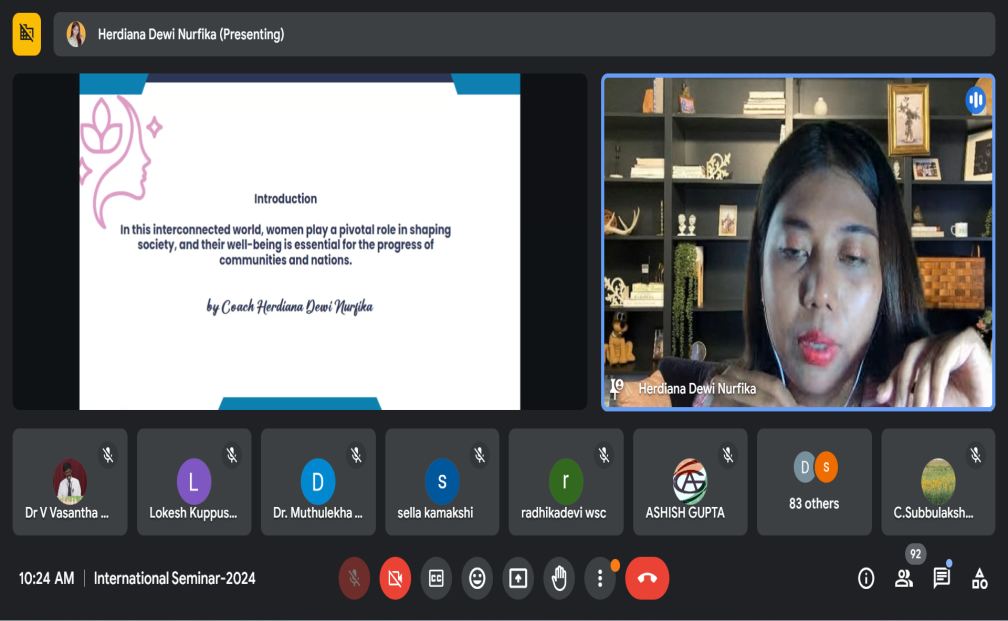 Herdiana Dewi Nurfika (Presenting)
Introduction
In this interconnected world, women play a pivotal role in shaping
society, and their well-being is essential for the progress of
communities and nations.
by Coach Herdiana Dewi Nurfika
Herdiana Dewi Nurfika
Dr V Vasantha ...
L
Lokesh Kuppus...
D
Dr. Muthulekha ...
s
sella kamakshi
r
radhikadevi wsc
ASHISH GUPTA
D s
83 others
C.Subbulaksh...
92
10:24 AM | International Seminar-2024
CC